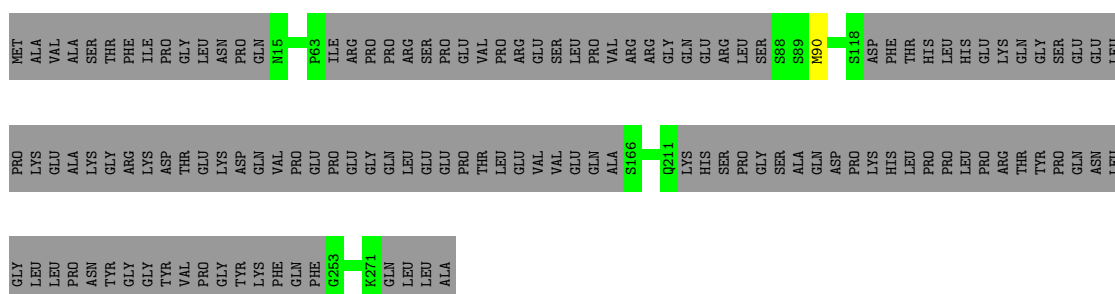 MET ALA VAL ALA SER THR PHE ILE PRO GLY LEU ASN PRO GLN N15 P63 ILE ARG PRO PRO ARG SER PRO GLU VAL PRO ARG GLU SER LEU PRO VAL ARG ARG GLY GLN GLU ARG LEU SER S88 S89 M90 S118 ASP PHE THR HIS LEU HIS GLU LYS GLN GLY SER GLU GLU LEU
PRO LYS GLU ALA LYS GLY ARG LYS ASP THR GLU LYS ASP GLN VAL PRO GLU PRO GLU GLY GLN LEU GLU GLU PRO THR LEU GLU VAL VAL GLU GLN ALA S166 Q211 LYS HIS SER PRO GLY SER ALA GLN ASP PRO LYS HIS LEU PRO PRO LEU PRO ARG THR TYR PRO GLN ASN LEU
GLY LEU LEU PRO ASN TYR GLY GLY TYR VAL PRO GLY TYR LYS PHE GLN PHE G253 K271 GLN LEU LEU ALA